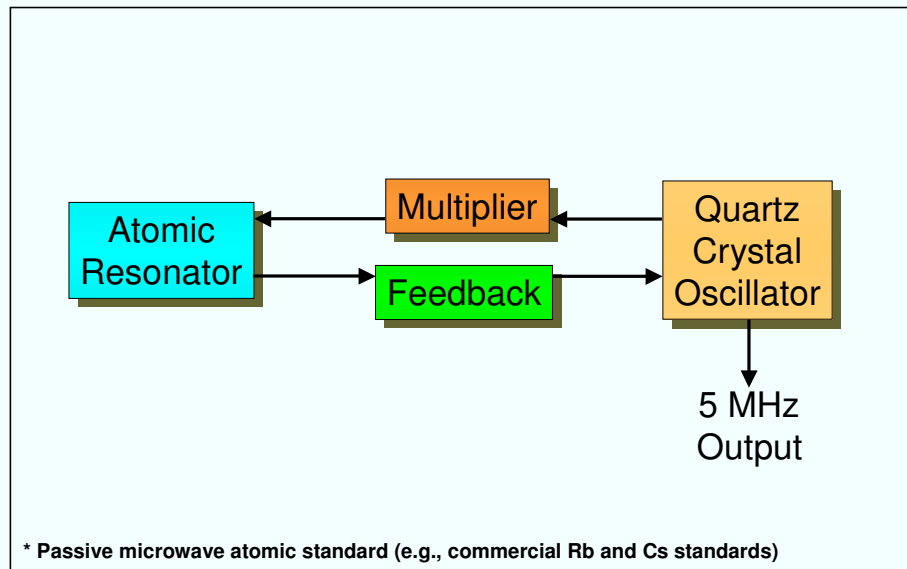 Atomic
Resonator
Multiplier
Feedback
Quartz
Crystal
Oscillator
5 MHz
Output
* Passive microwave atomic standard (e.g., commercial Rb and Cs standards)